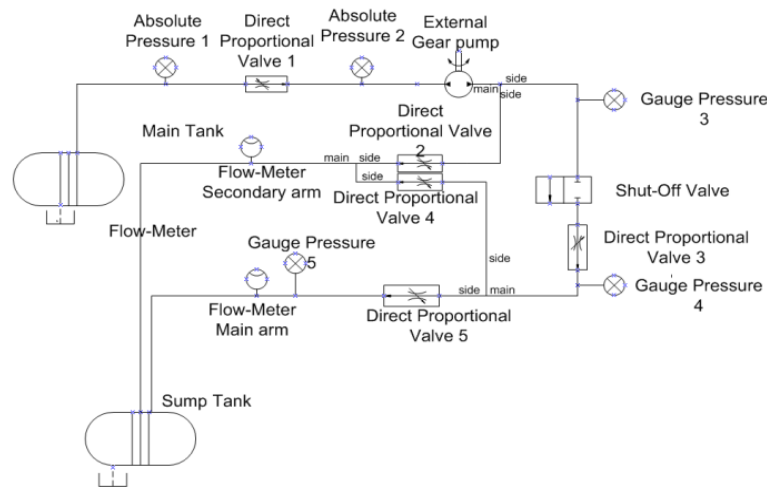 Absolute
Pressure 1
Direct
Proportional
Valve 1
Absolute
Pressure 2
External
Gear pump
side
main
side
Gauge Pressure
3
Main Tank
Direct
Proportional Valve
2
main
side
Flow-Meter
Secondary arm
side
Direct Proportional
Valve 4
Shut-Off Valve
Flow-Meter
Gauge Pressure
5
side
Direct Proportional
Valve 3
Gauge Pressure
4
side
main
Flow-Meter
Main arm
Direct Proportional
Valve 5
Sump Tank